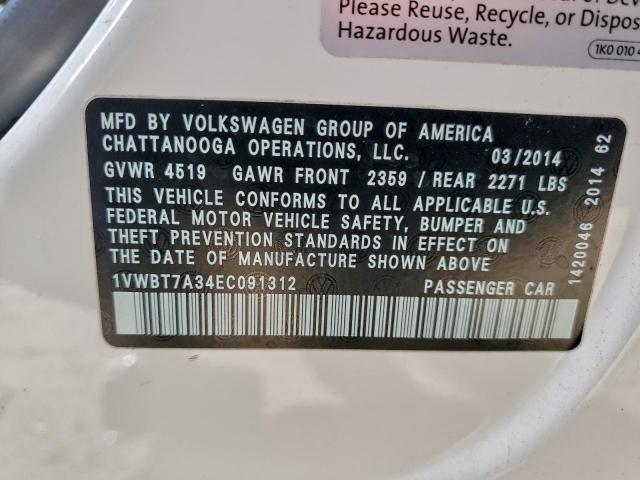 Please Reuse, Recycle, or Dispos
Hazardous Waste.
1K0 010 4
MFD BY VOLKSWAGEN GROUP OF AMERICA
CHATTANOOGA OPERATIONS, LLC. 03/2014
GVWR 4519 GAWR FRONT 2359 / REAR 2271 LBS
THIS VEHICLE CONFORMS TO ALL APPLICABLE U.S.
FEDERAL MOTOR VEHICLE SAFETY, BUMPER AND
THEFT PREVENTION STANDARDS IN EFFECT ON
THE DATE OF MANUFACTURE SHOWN ABOVE.
1VWBT7A34EC091312 PASSENGER CAR
1420046 2014 62